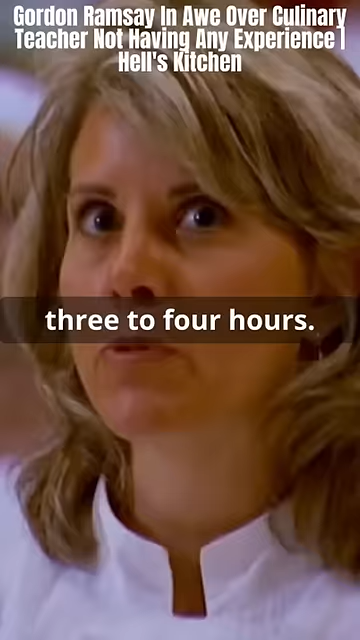 Gordon Ramsay In Awe Over Culinary
Teacher Not Having Any Experience |
Hell's Kitchen
three to four hours.